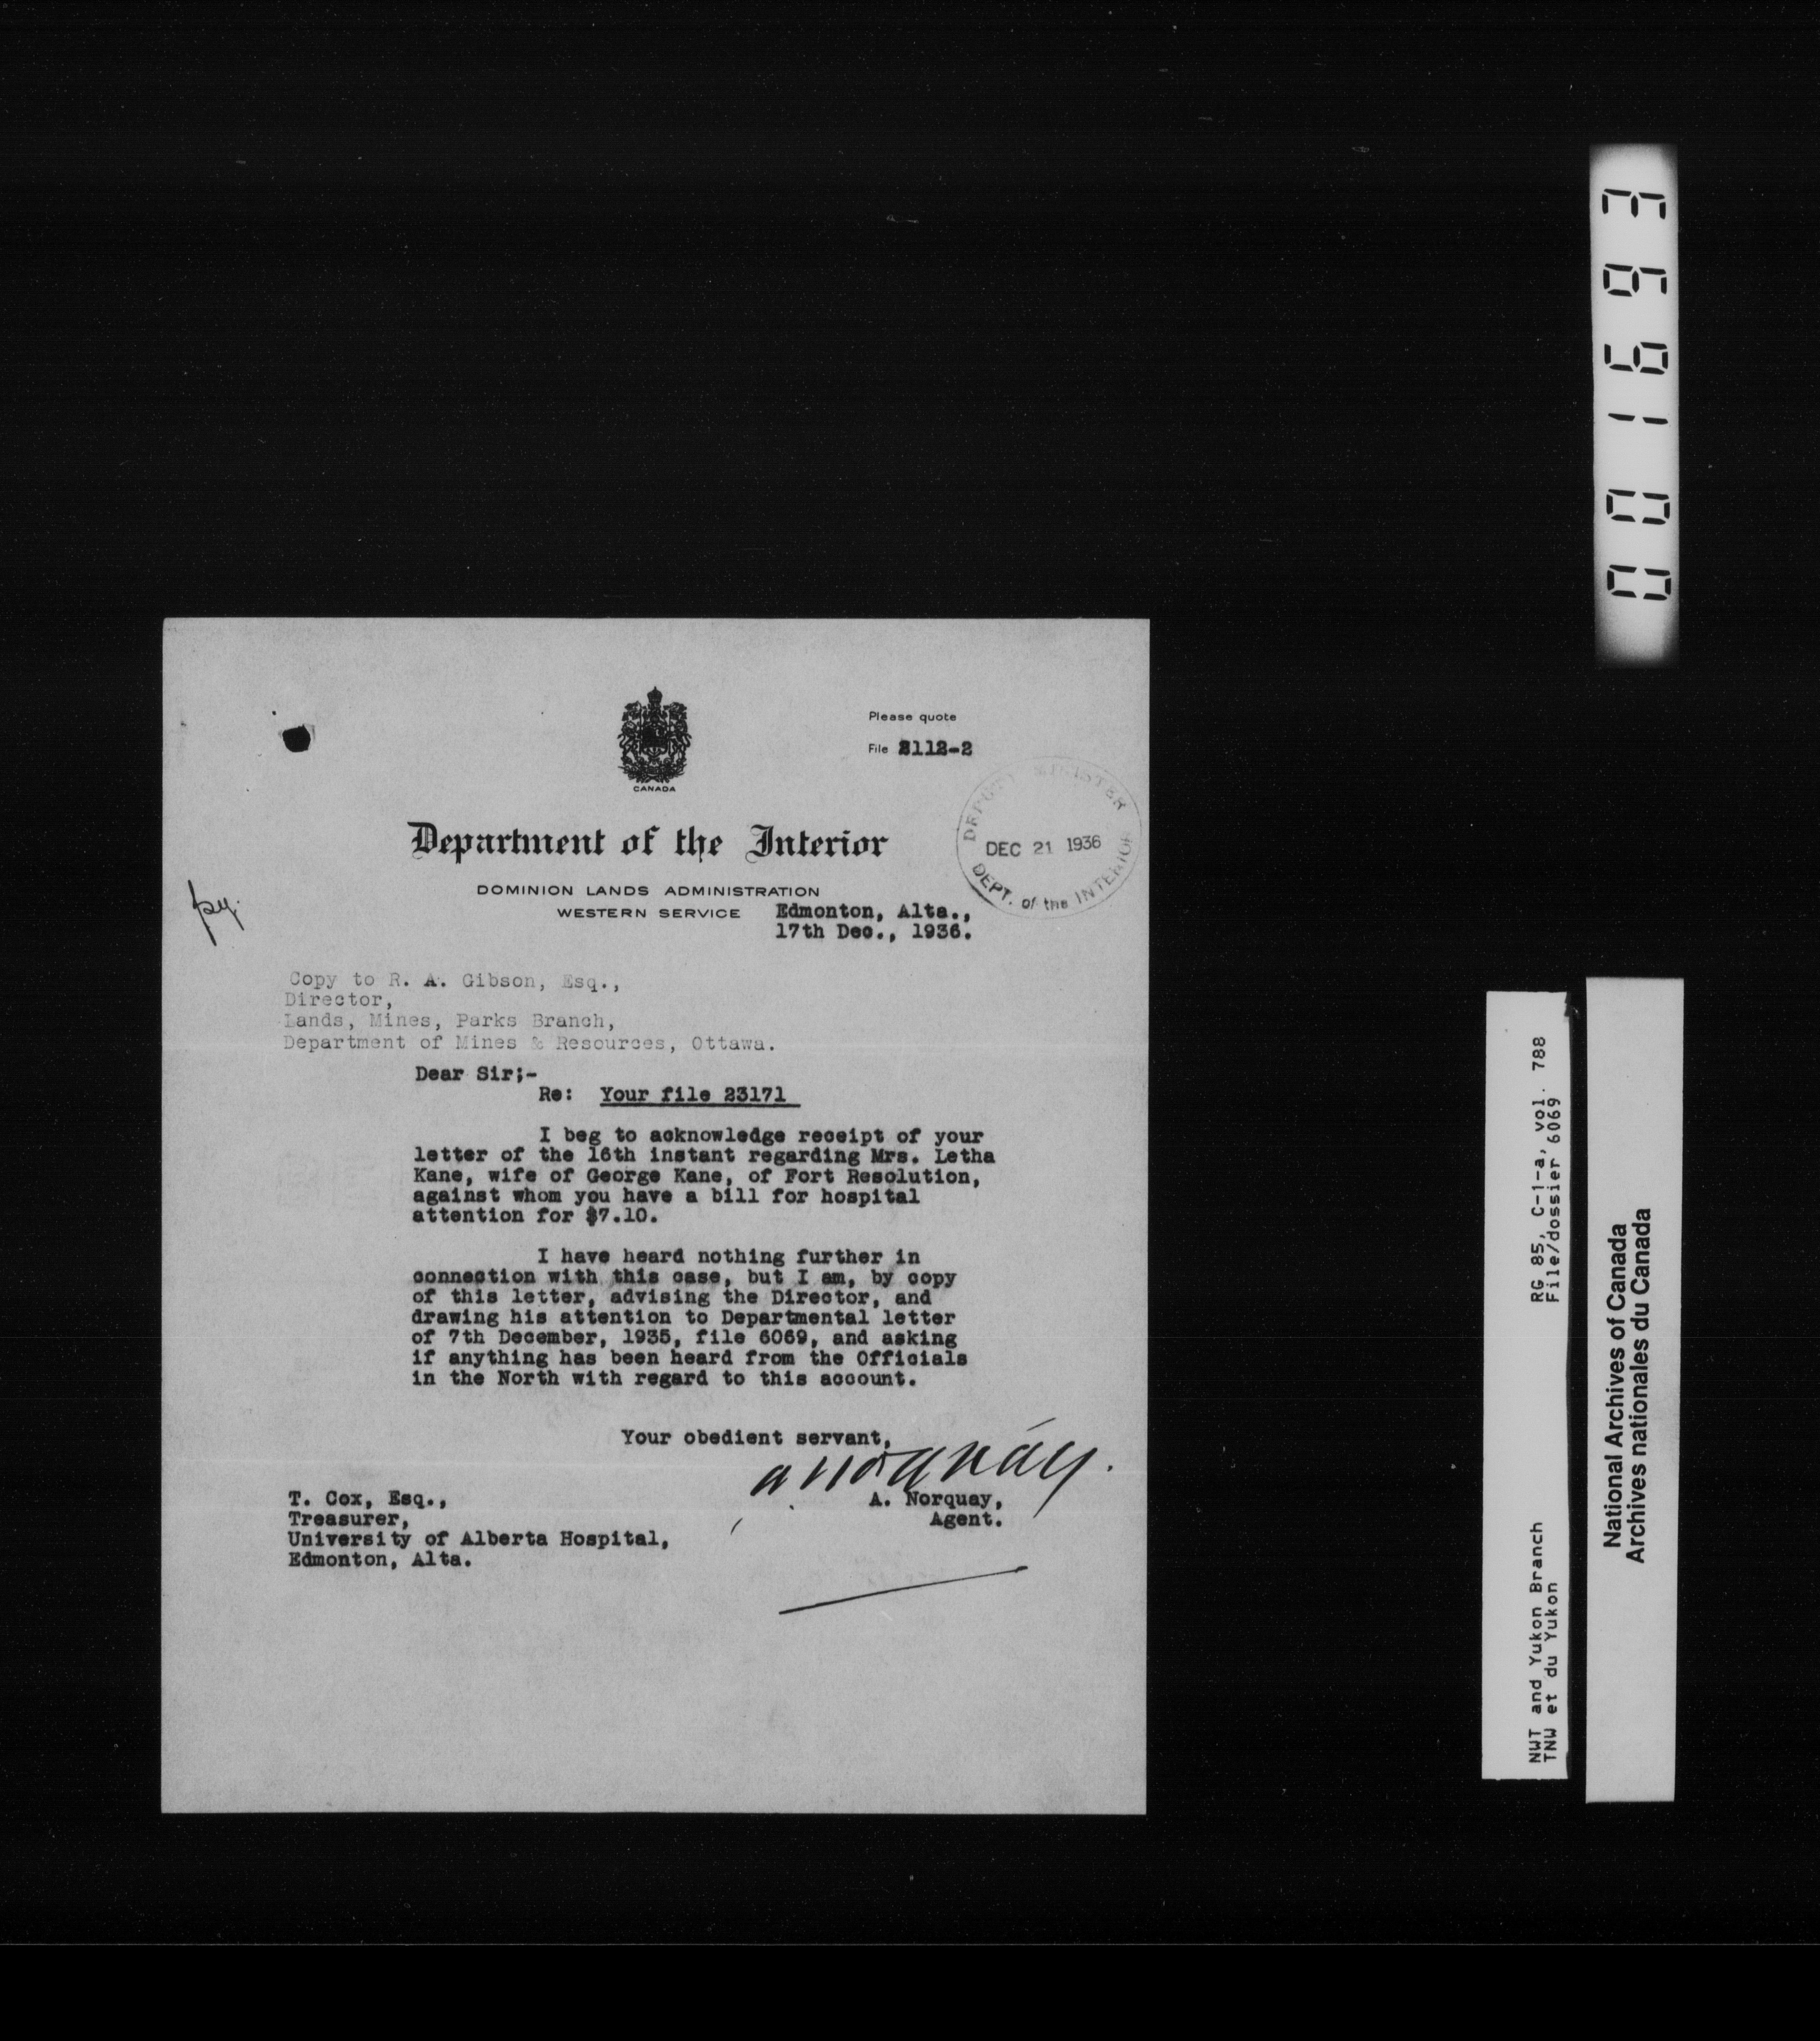 Please quote
File 2112-2
CANADA
Department of the Interior
DEPUTY MINISTER
DEC 21 1936
DEPT. of the INTERIOR
DOMINION LANDS ADMINISTRATION
WESTERN SERVICE
Edmonton, Alta.,
17th Dec., 1936.
Copy to R. A. Gibson, Esq.,
Director,
Lands, Mines, Parks Branch,
Department of Mines & Resources, Ottawa.
Dear Sir;-
Re: Your file 23171
I beg to acknowledge receipt of your
letter of the 16th instant regarding Mrs. Letha
Kane, wife of George Kane, of Fort Resolution,
against whom you have a bill for hospital
attention for $7.10.
I have heard nothing further in
connection with this case, but I am, by copy
of this letter, advising the Director, and
drawing his attention to Departmental letter
of 7th December, 1935, file 6069, and asking
if anything has been heard from the Officials
in the North with regard to this account.
Your obedient servant,
A Norquay.
A. Norquay,
Agent.
T. Cox, Esq.,
Treasurer,
University of Alberta Hospital,
Edmonton, Alta.
001693
RG 85, C-1-a, vol. 788
File/dossier 6069
NWT and Yukon Branch
TNW et du Yukon
National Archives of Canada
Archives nationales du Canada